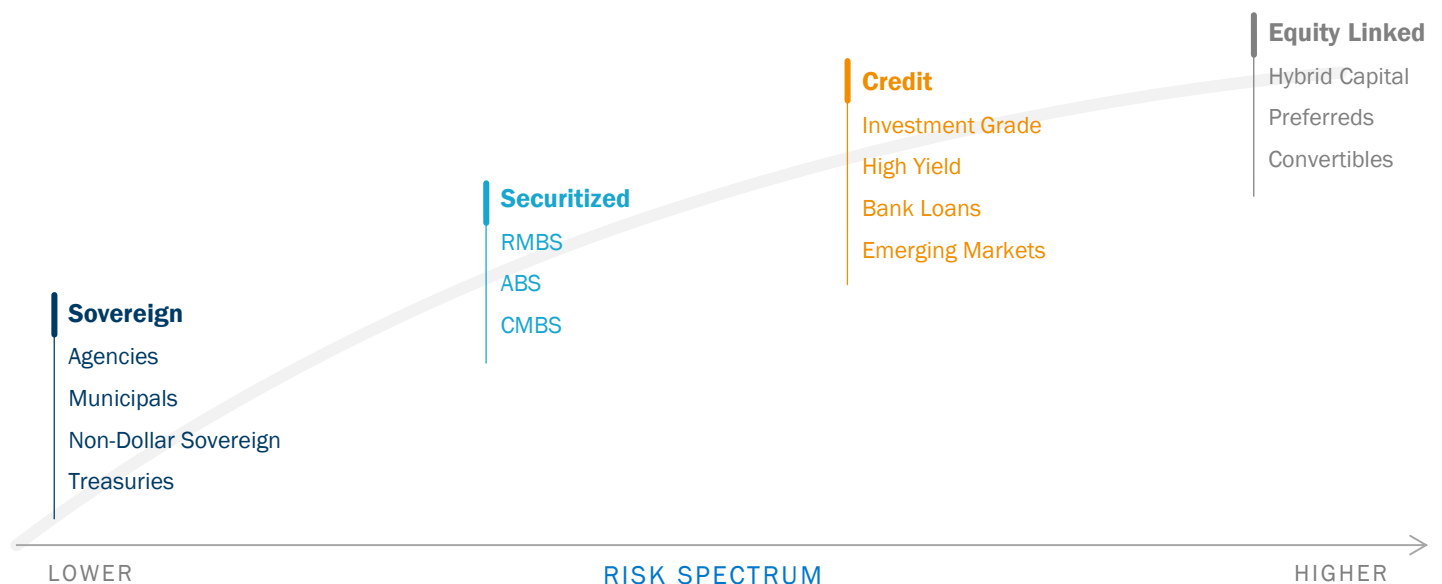 Sovereign
Agencies
Municipals
Non-Dollar Sovereign
Treasuries
Securitized
RMBS
ABS
CMBS
Credit
Investment Grade
High Yield
Bank Loans
Emerging Markets
Equity Linked
Hybrid Capital
Preferreds
Convertibles
LOWER
RISK SPECTRUM
HIGHER